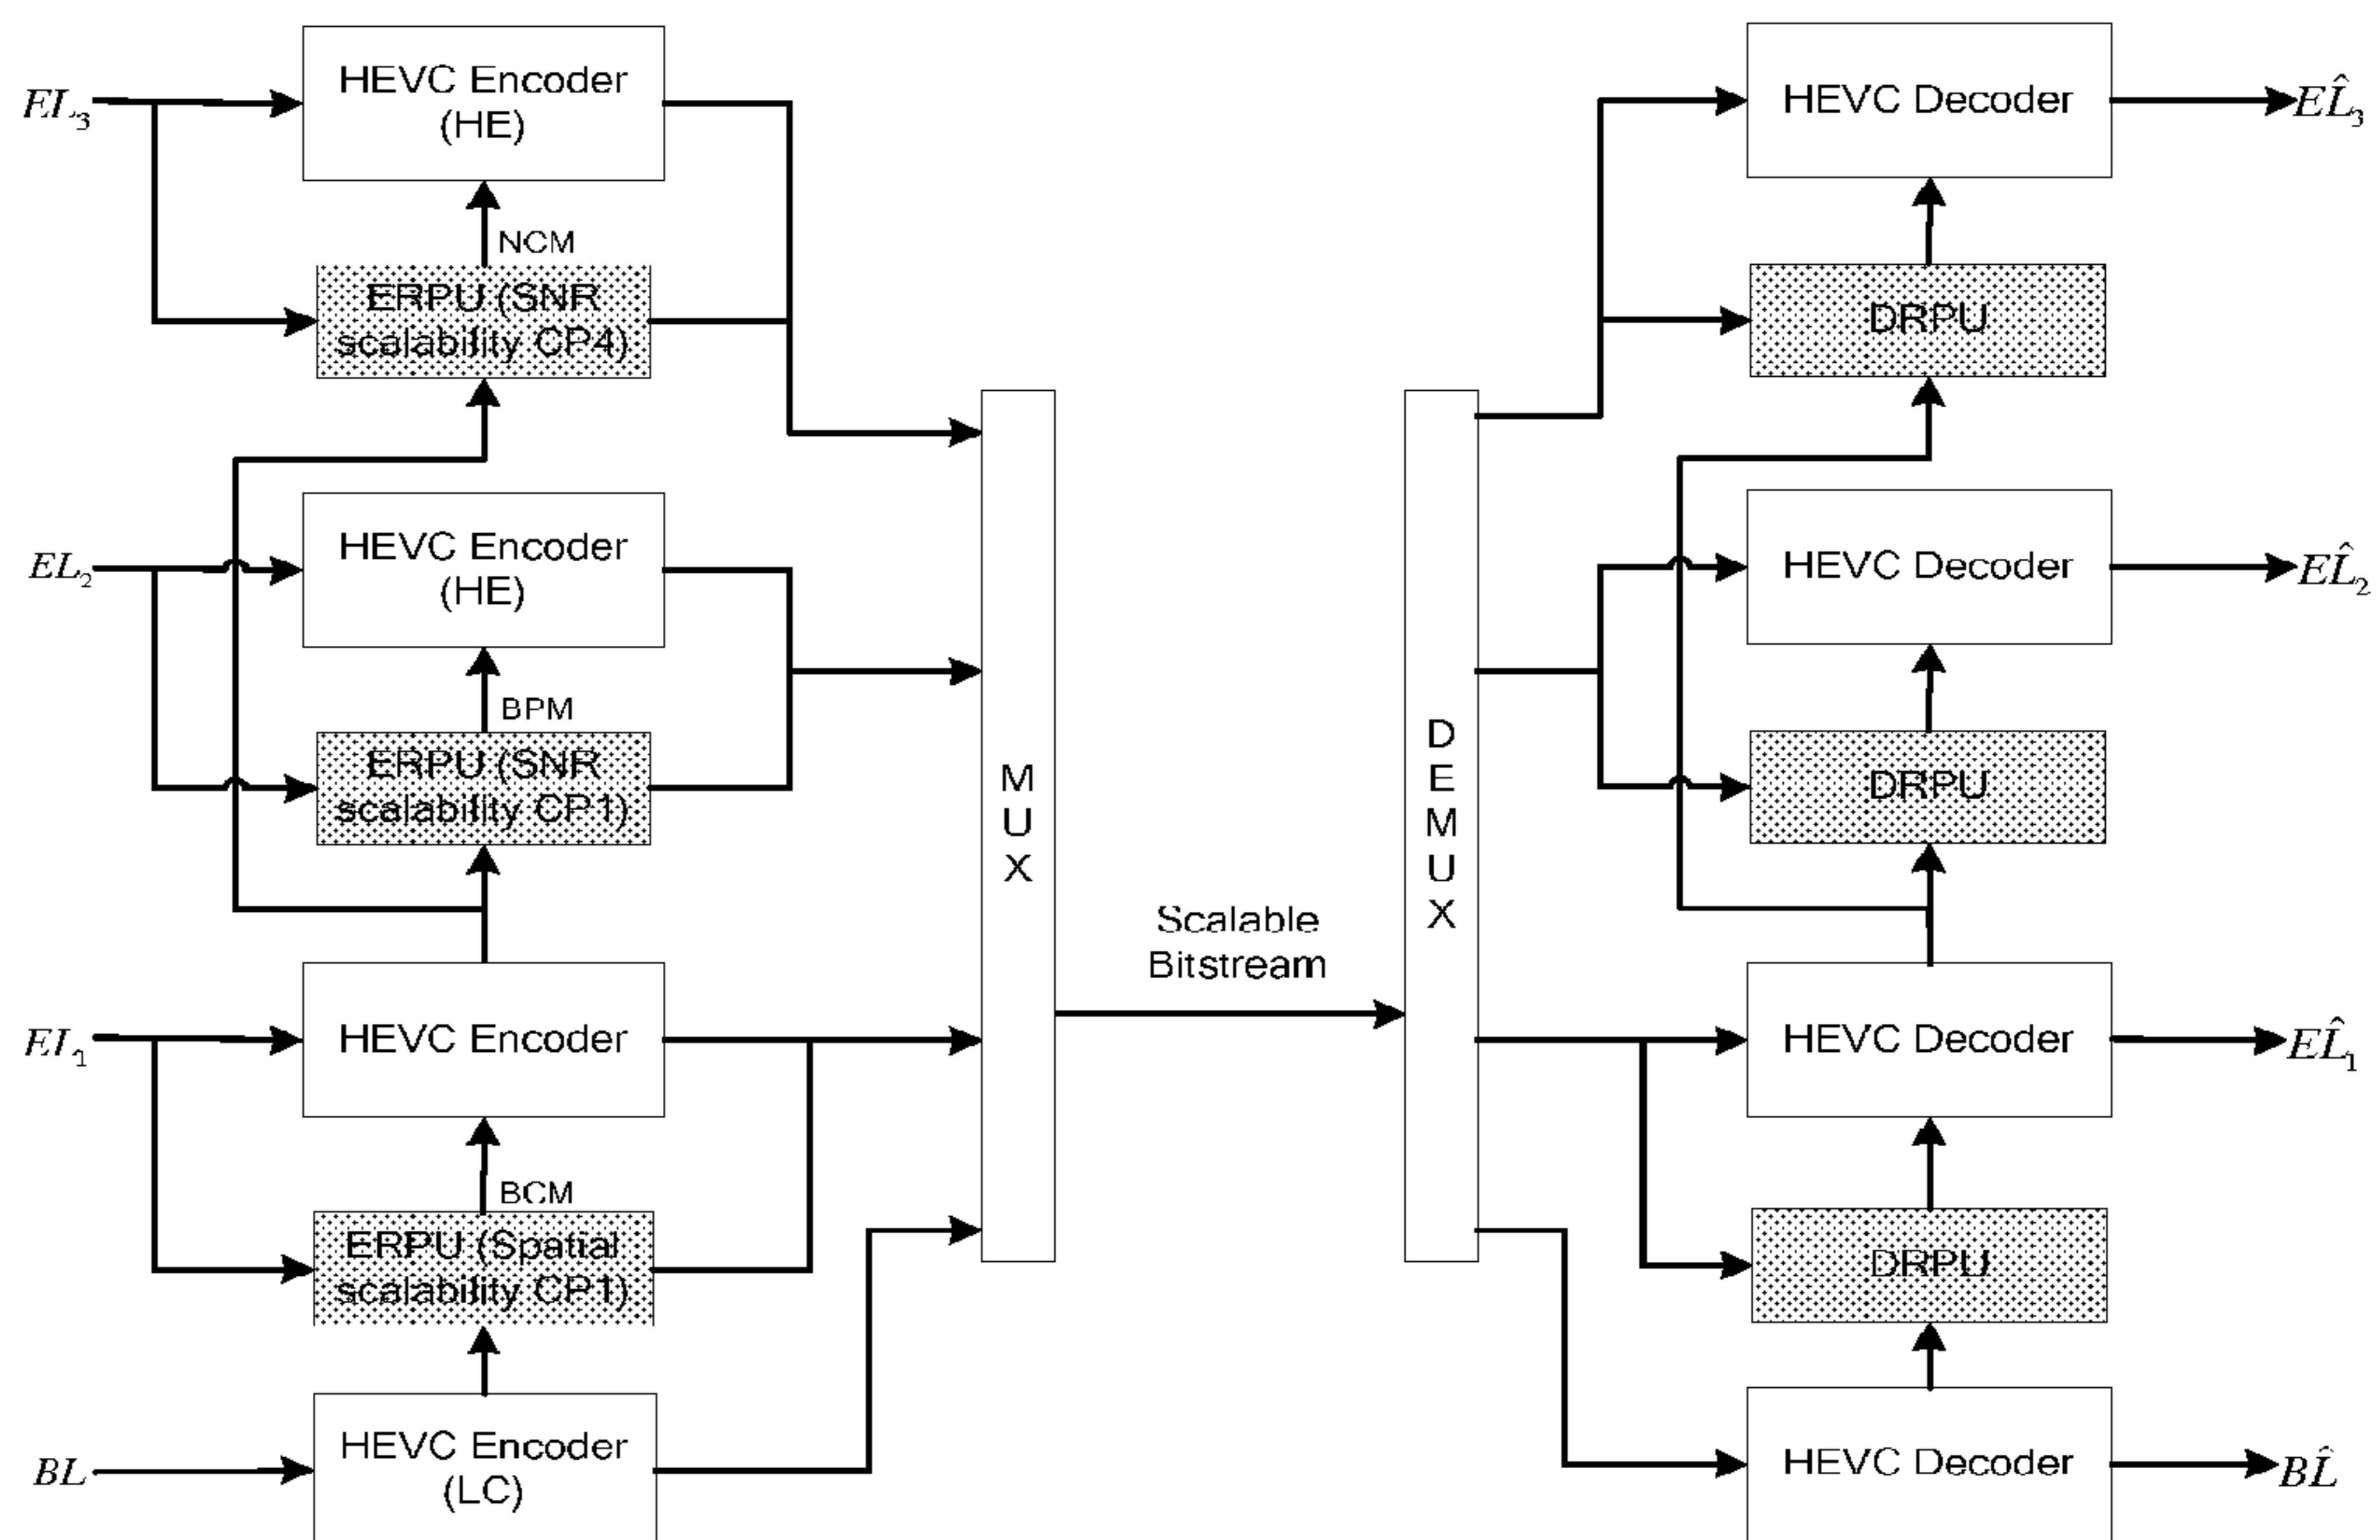 EL3
HEVC Encoder
(HE)
NCM
ERPU (SNR
scalability CP4)
EL2
HEVC Encoder
(HE)
BPM
ERPU (SNR
scalability CP1)
EL1
HEVC Encoder
BCM
ERPU (Spatial
scalability CP1)
BL
HEVC Encoder
(LC)
MUX
Scalable
Bitstream
DEMUX
HEVC Decoder
EL̂3
DRPU
HEVC Decoder
EL̂2
DRPU
HEVC Decoder
EL̂1
DRPU
HEVC Decoder
BL̂